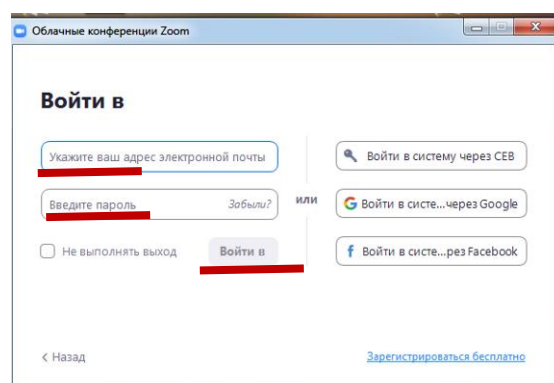 Облачные конференции Zoom
Войти в
Укажите ваш адрес электронной почты
Введите пароль Забыли?
Не выполнять выход Войти в
или
Войти в систему через СЕВ
Войти в систе...через Google
Войти в систе...рез Facebook
< Назад
Зарегистрироваться бесплатно